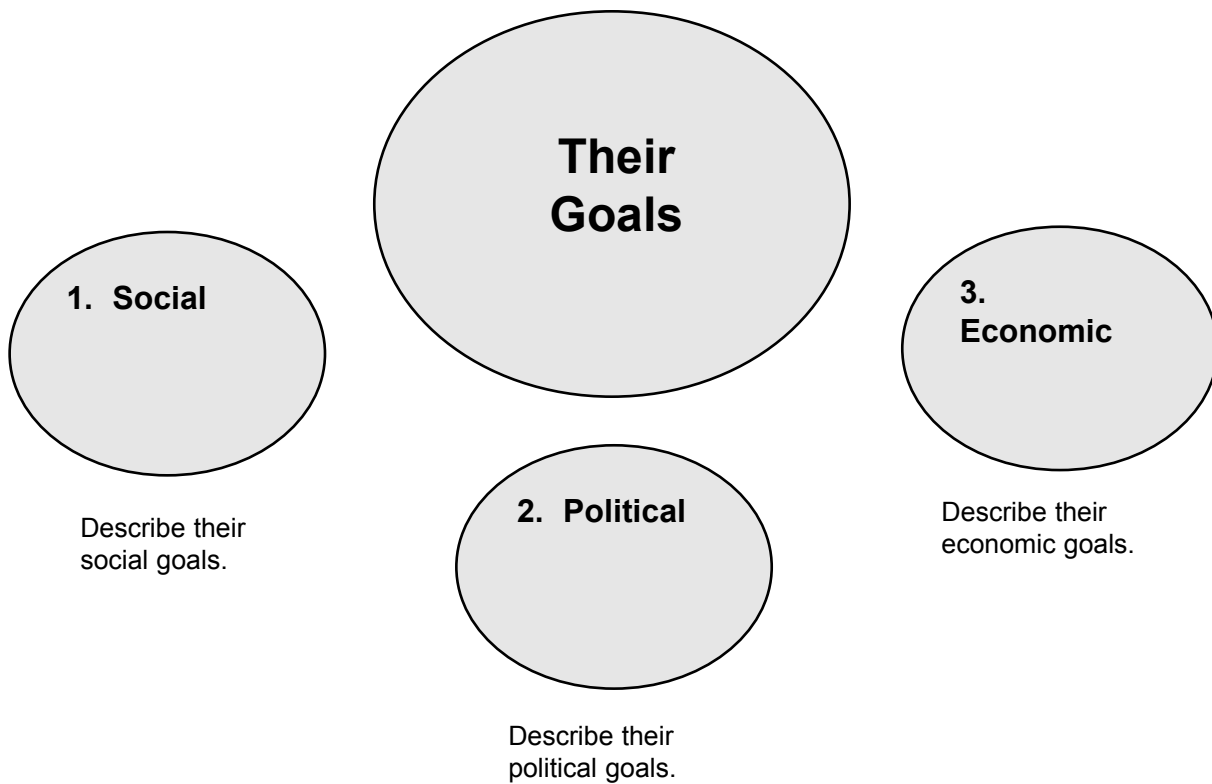 Their
Goals
1. Social
3.
Economic
2. Political
Describe their
social goals.
Describe their
economic goals.
Describe their
political goals.